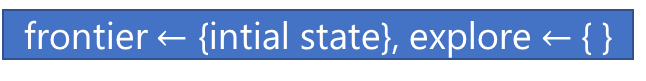 frontier ← {intial state}, explore ← { }